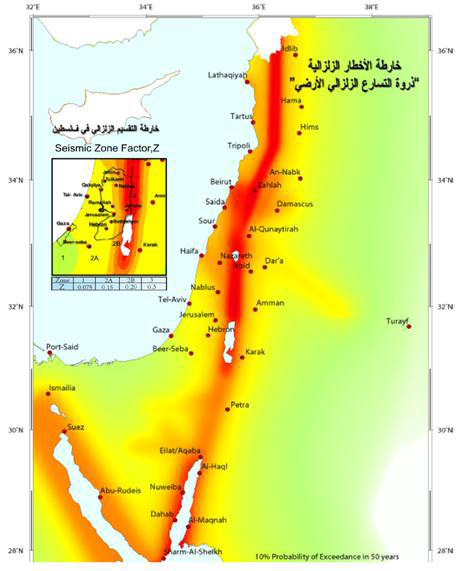 32°E
34°E
36°E
38°E
36°N
Idlib
خارطة الأخطار الزلزالية
"ذروة التسارع الزلزالي الأرضي"
Lathaqiyah
Hama
Tartus
Hims
خارطة التقسيم الزلزالي في فلسطين
Seismic Zone Factor,Z
Tripoli
An-Nabk
34°N
Beirut
Zahlah
Saida
Damascus
Sour
Al-Qunaytirah
Jenin
Tulkarm
Nablus
Qalqilya
Tel-Aviv
Ramallah
Jerusalem
Bethlehem
Gaza
Hebron
Beer-seba
Karak
1
2A
2B
3
Zone 1 2A 2B 3
Z 0.075 0.15 0.20 0.3
Haifa
Nazareth
Irbid
Dar'a
Nablus
32°N
Tel-Aviv
Amman
Jerusalem
Turayf
Gaza
Hebron
Port-Said
Beer-Seba
Karak
Ismailia
Petra
30°N
Suez
Eilat/Aqaba
Al-Haql
Nuweiba
Abu-Rudeis
Dahab
Al-Maqnah
28°N
Sharm-Al-Sheikh
10% Probability of Exceedance in 50 years